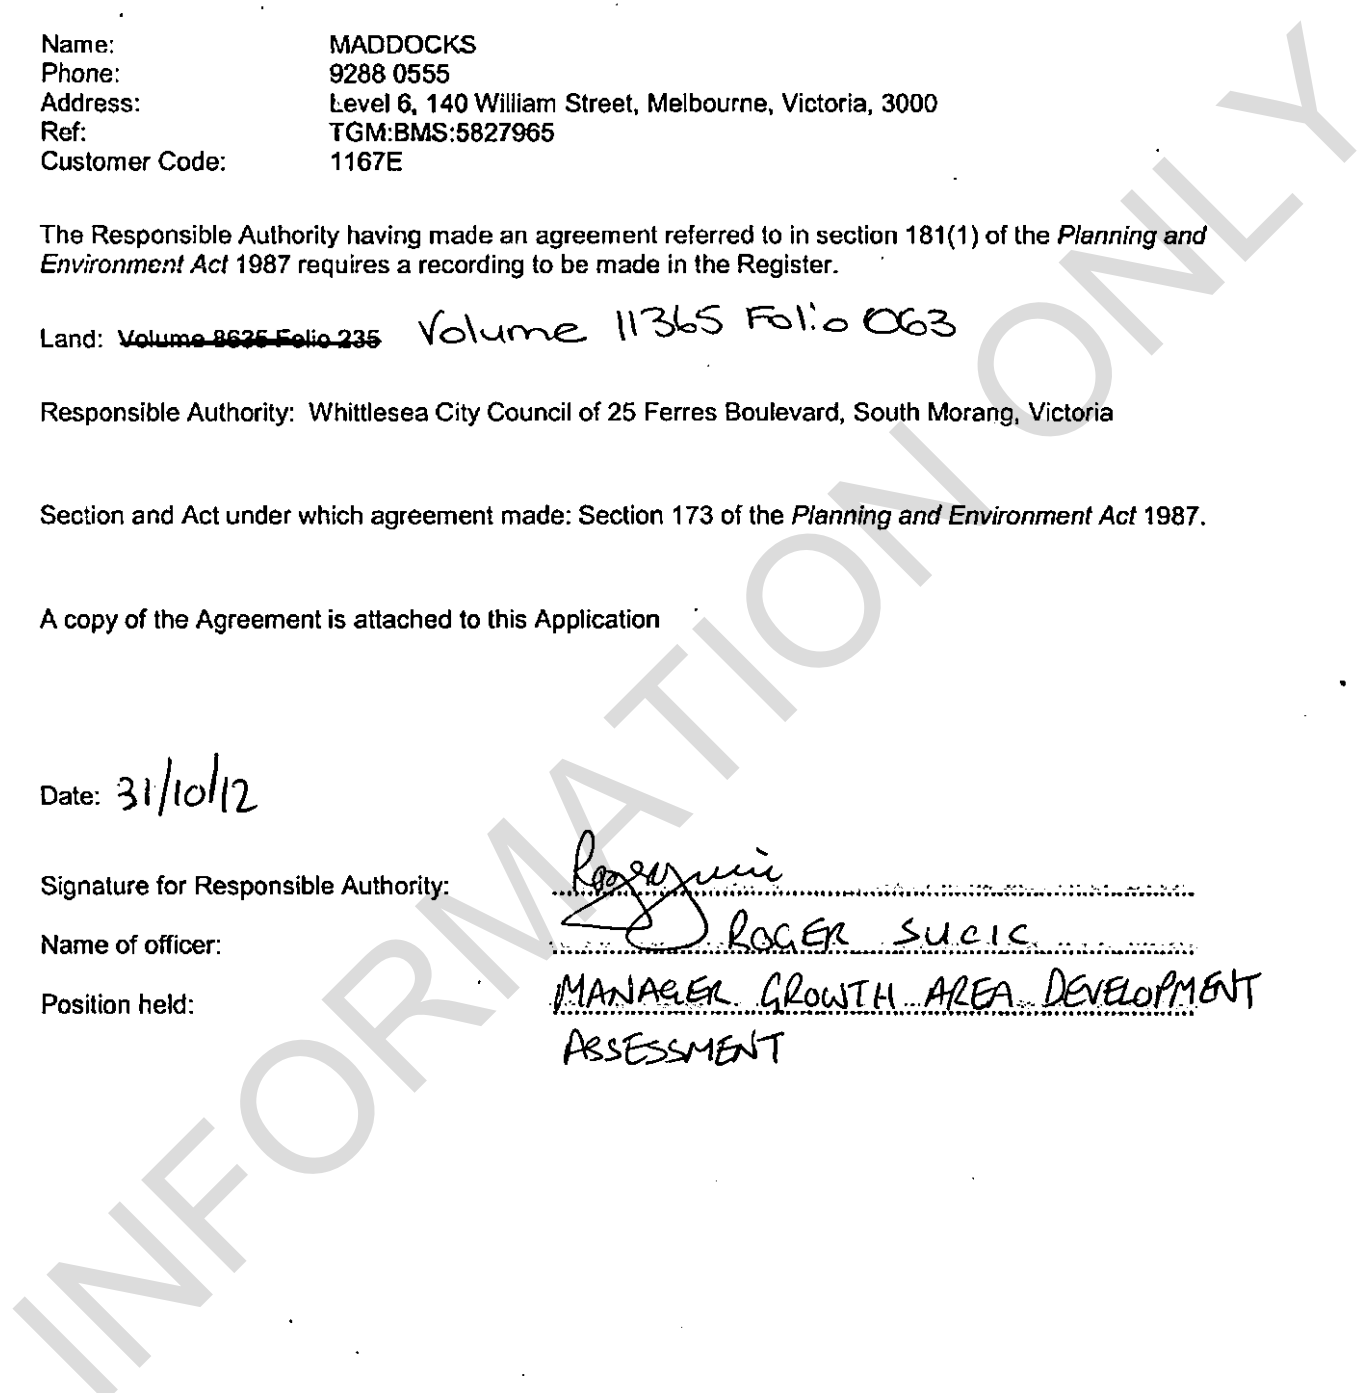 Name: MADDOCKS
Phone: 9288 0555
Address: Level 6, 140 William Street, Melbourne, Victoria, 3000
Ref: TGM:BMS:5827965
Customer Code: 1167E
The Responsible Authority having made an agreement referred to in section 181(1) of the Planning and
Environment Act 1987 requires a recording to be made in the Register.
Land: Volume 8635 Folio 235 Volume 11365 Folio 063
Responsible Authority: Whittlesea City Council of 25 Ferres Boulevard, South Morang, Victoria
Section and Act under which agreement made: Section 173 of the Planning and Environment Act 1987.
A copy of the Agreement is attached to this Application
Date: 31/10/12
Signature for Responsible Authority:
Name of officer: ROGER SUCIC
Position held: MANAGER GROWTH AREA DEVELOPMENT
ASSESSMENT
INFORMATION ONLY